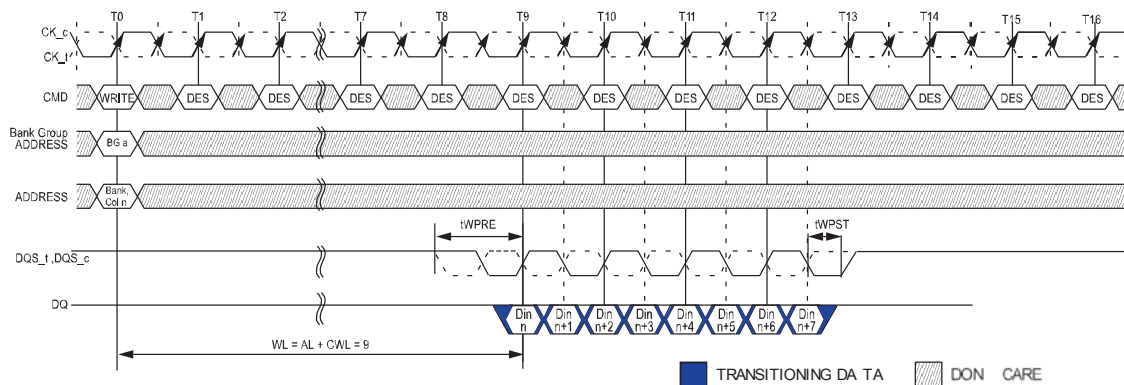 T0 T1 T2 T7 T8 T9 T10 T11 T12 T13 T14 T15 T16
CK_c
CK_t
CMD WRITE DES DES DES DES DES DES DES DES DES DES DES DES
Bank Group
ADDRESS
BG a
ADDRESS
Bank,
Col n
tWPRE tWPST
DQS_t ,DQS_c
DQ
Din Din Din Din Din Din Din Din
n n+1 n+2 n+3 n+4 n+5 n+6 n+7
WL = AL + CWL = 9
TRANSITIONING DA TA DON CARE